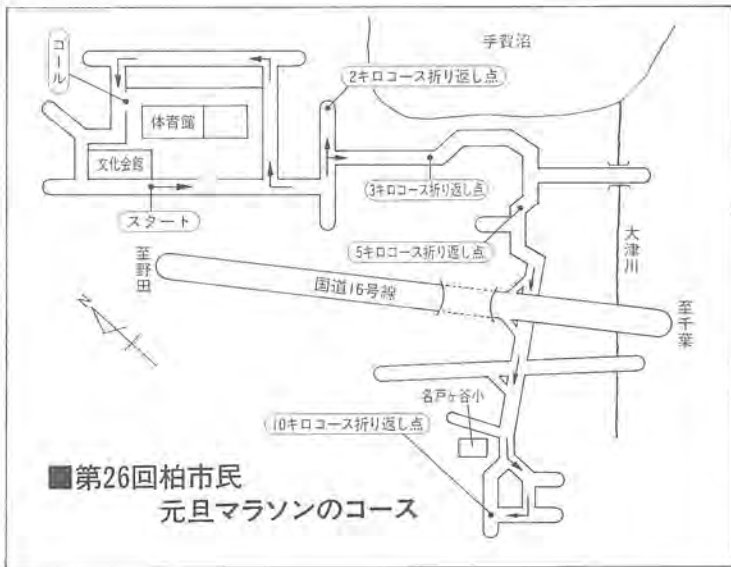 手賀沼
ゴール
2キロコース折り返し点
体育館
文化会館
3キロコース折り返し点
スタート
5キロコース折り返し点
大津川
至野田
国道16号線
至千葉
N
名戸ヶ谷小
10キロコース折り返し点
■第26回柏市民
元旦マラソンのコース